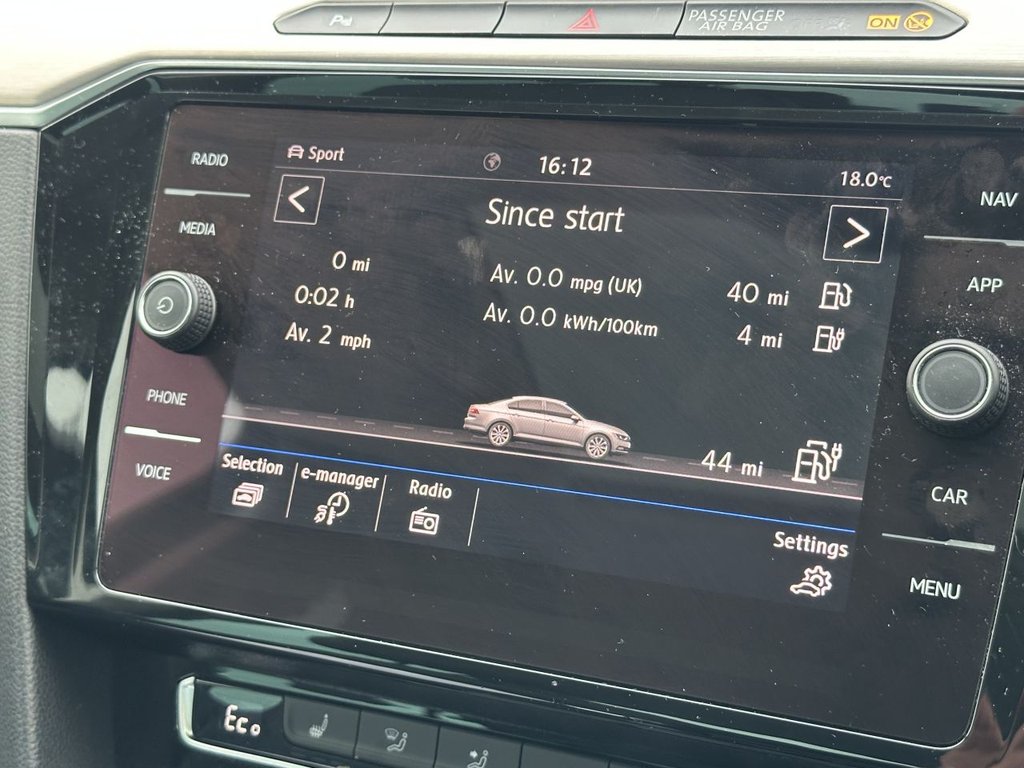 PASSENGER
AIR BAG
ON
RADIO
MEDIA
PHONE
VOICE
Sport
16:12
18.0°C
<
Since start
>
0 mi
0:02 h
Av. 2 mph
Av. 0.0 mpg (UK)
Av. 0.0 kWh/100km
40 mi
4 mi
44 mi
Selection
e-manager
Radio
Settings
NAV
APP
CAR
MENU
Eco